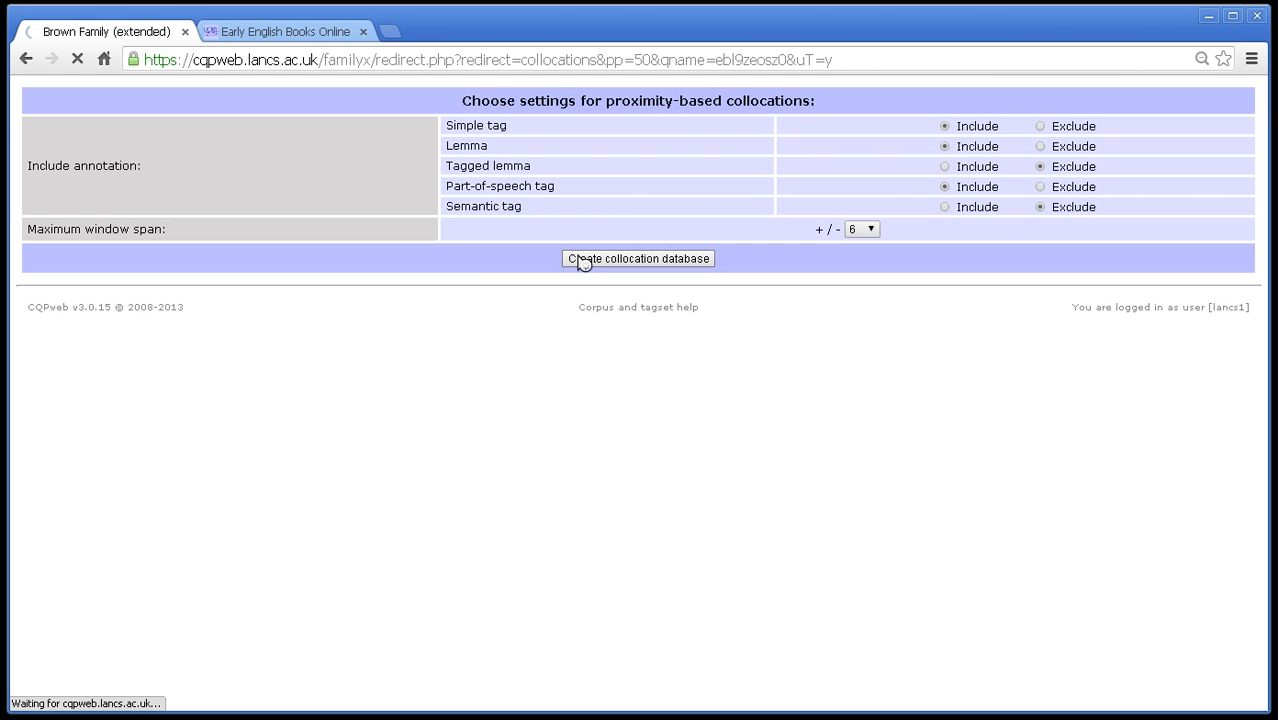 Brown Family (extended) × Early English Books Online ×
https://cqpweb.lancs.ac.uk/familyx/redirect.php?redirect=collocations&pp=50&qname=ebl9zeosz0&uT=y
Choose settings for proximity-based collocations:
Include annotation:
Simple tag Include Exclude
Lemma Include Exclude
Tagged lemma Include Exclude
Part-of-speech tag Include Exclude
Semantic tag Include Exclude
Maximum window span: + / - 6
Create collocation database
CQPweb v3.0.15 © 2008-2013 Corpus and tagset help You are logged in as user [lancs1]
Waiting for cqpweb.lancs.ac.uk...